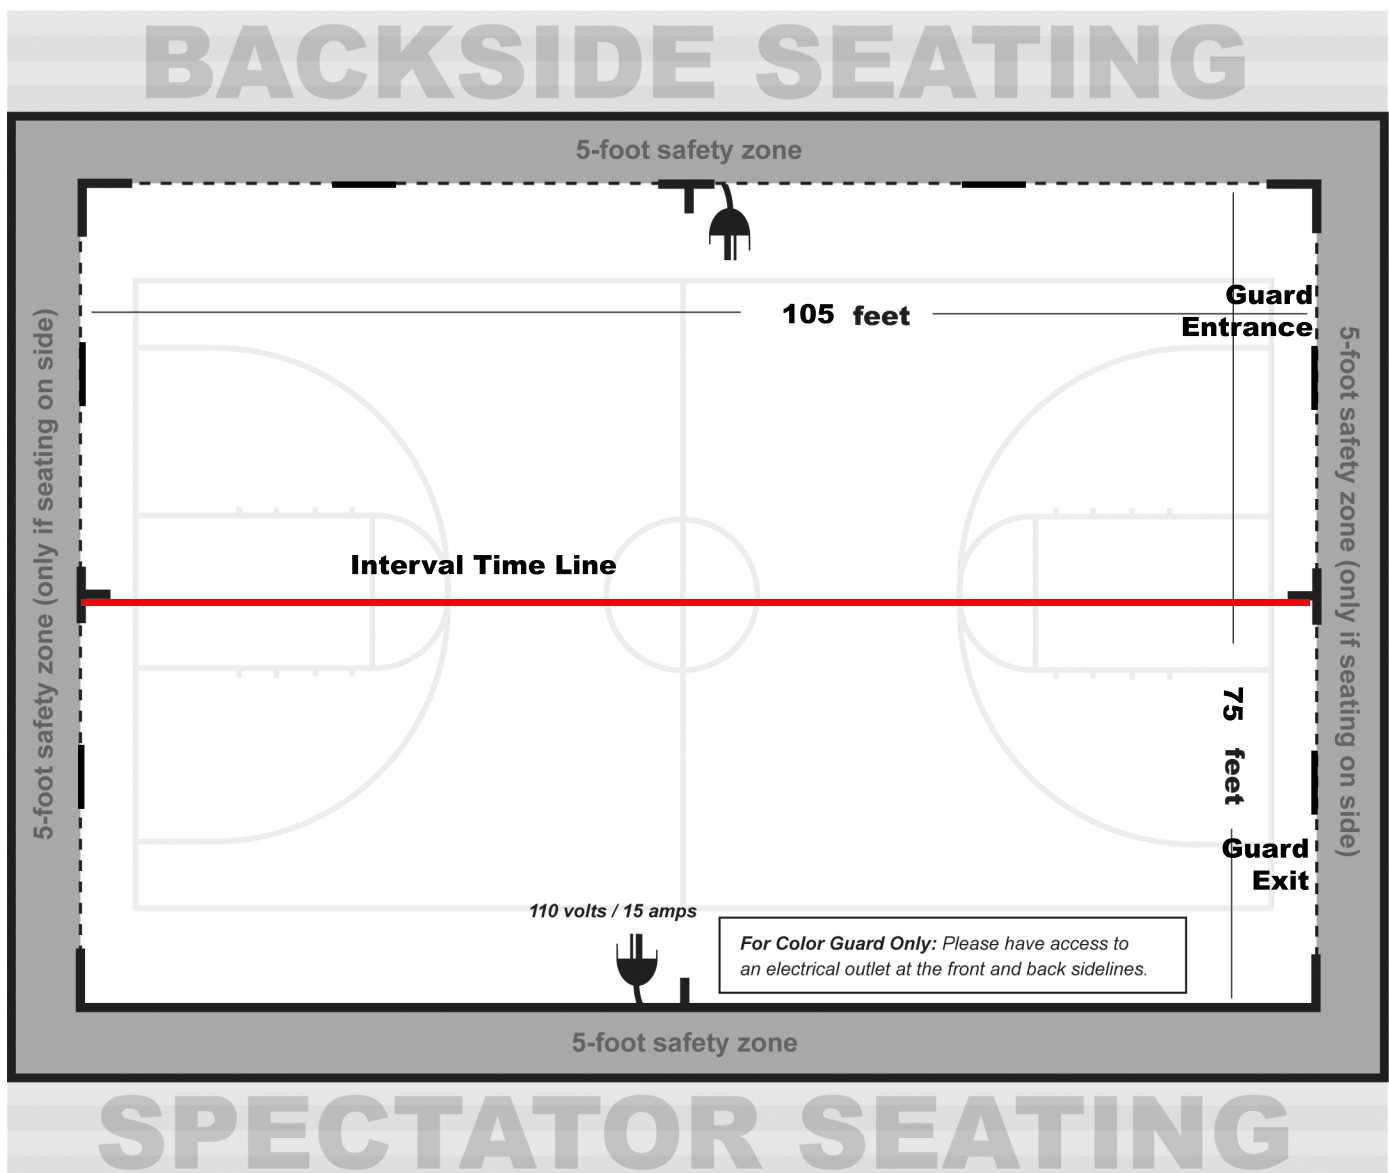 BACKSIDE SEATING
5-foot safety zone
Guard
Entrance
105 feet
5-foot safety zone (only if seating on side)
5-foot safety zone (only if seating on side)
Interval Time Line
75 feet
Guard
Exit
110 volts / 15 amps
For Color Guard Only: Please have access to
an electrical outlet at the front and back sidelines.
5-foot safety zone
SPECTATOR SEATING